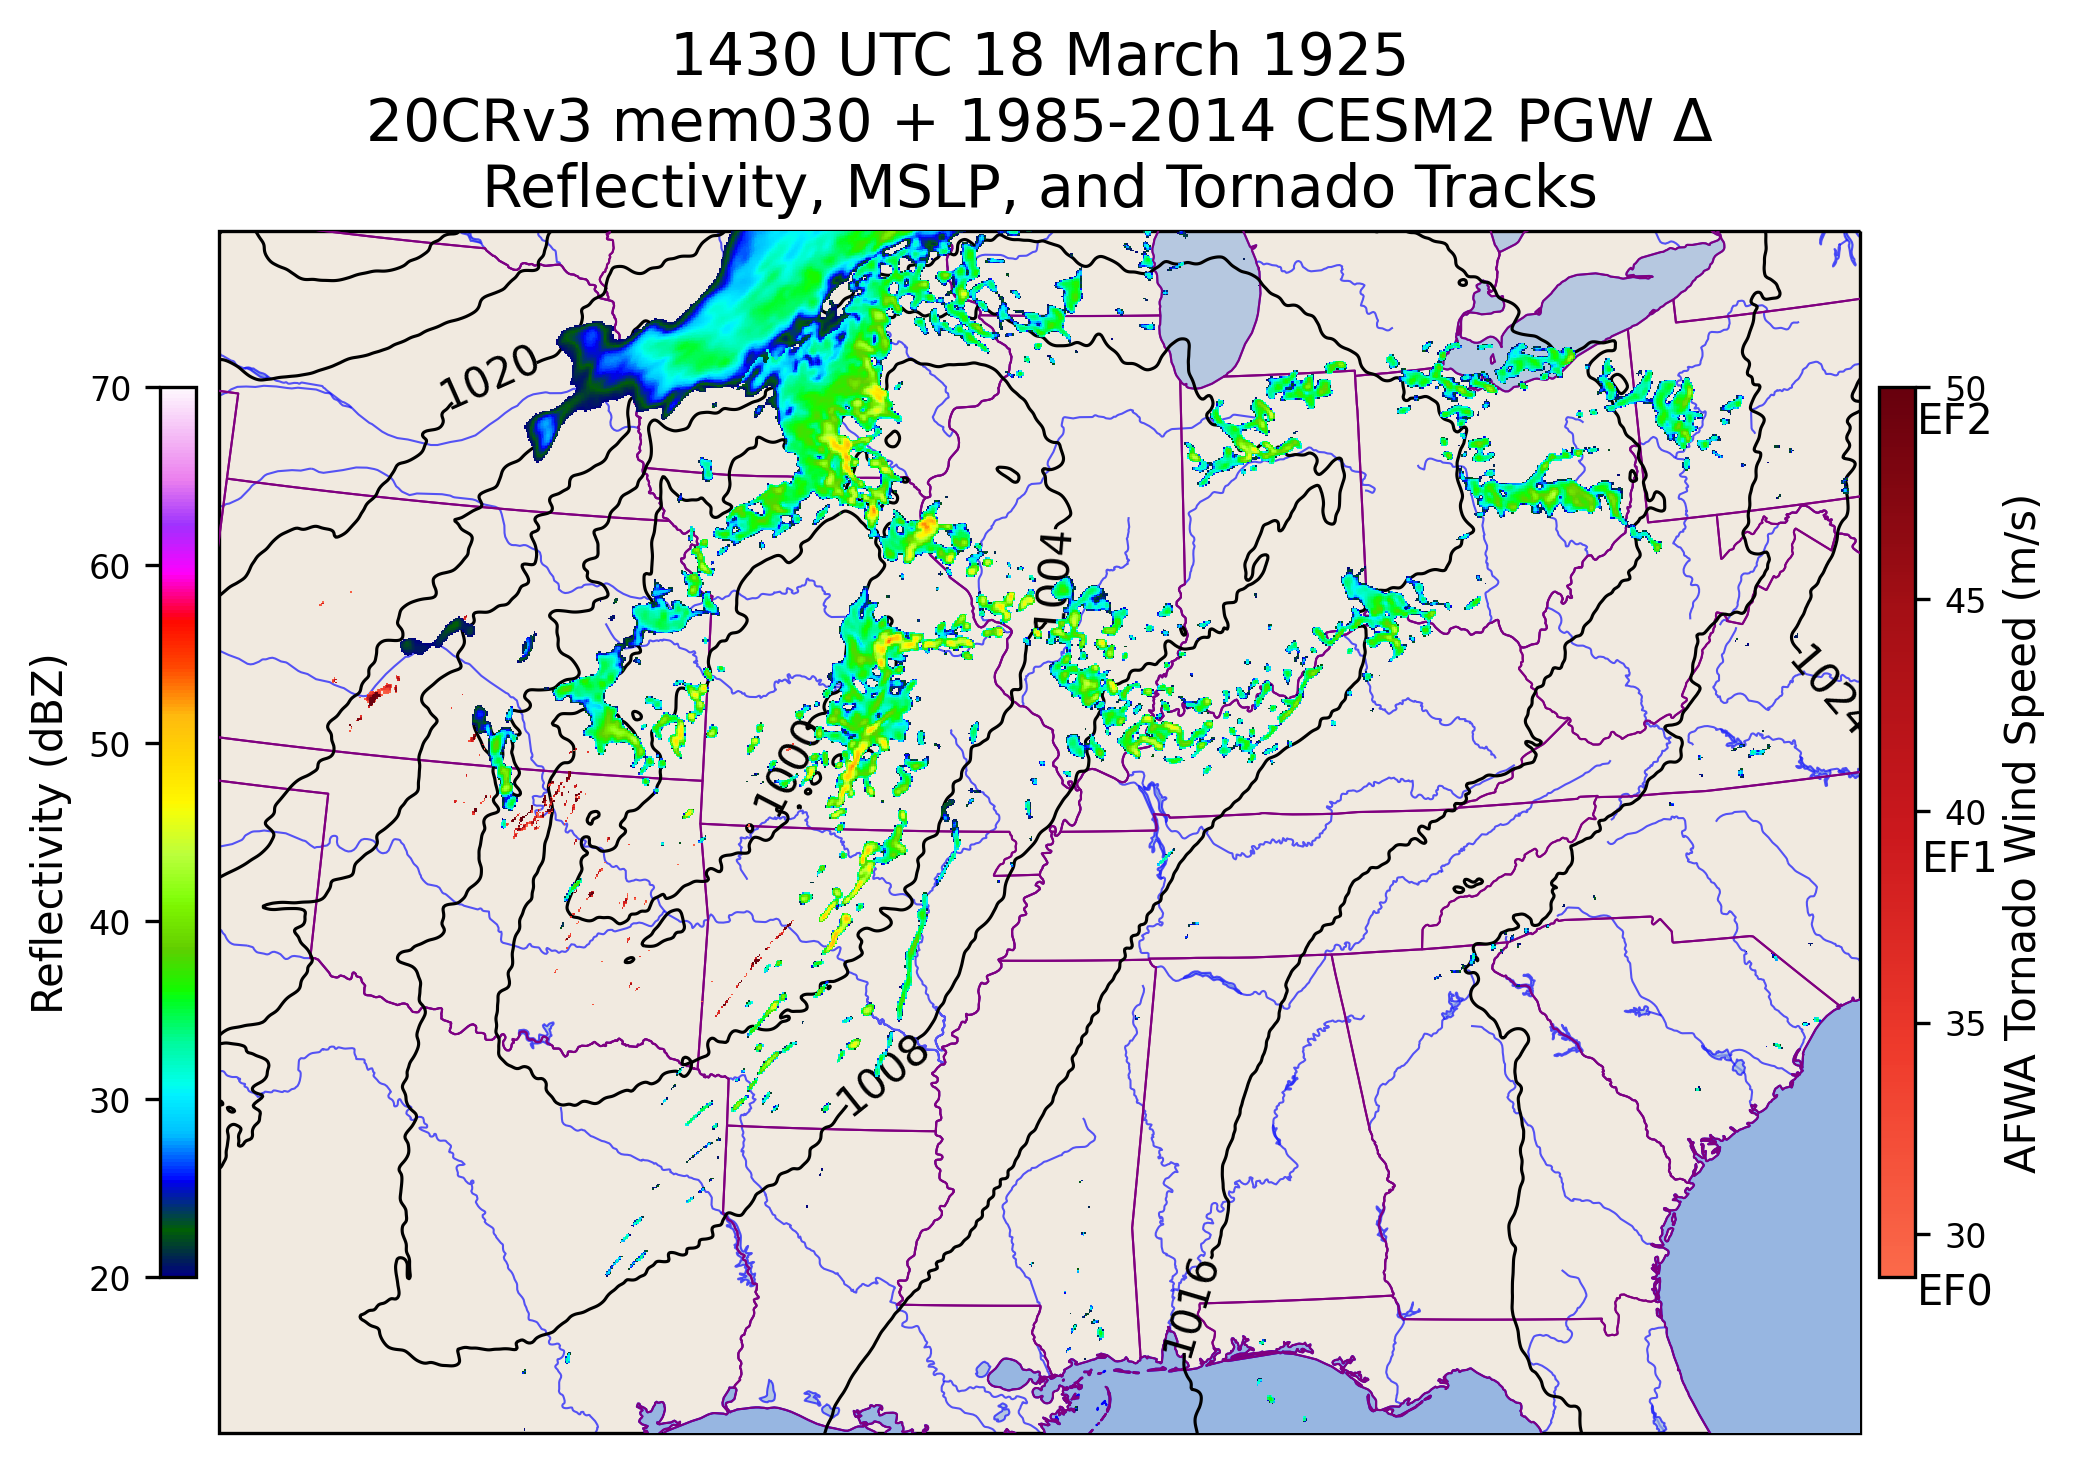 1430 UTC 18 March 1925
20CRv3 mem030 + 1985-2014 CESM2 PGW Δ
Reflectivity, MSLP, and Tornado Tracks
Reflectivity (dBZ)
70
60
50
40
30
20
1020
1004
1000
1008
1016
1024
50
EF2
45
40
EF1
35
30
EF0
AFWA Tornado Wind Speed (m/s)